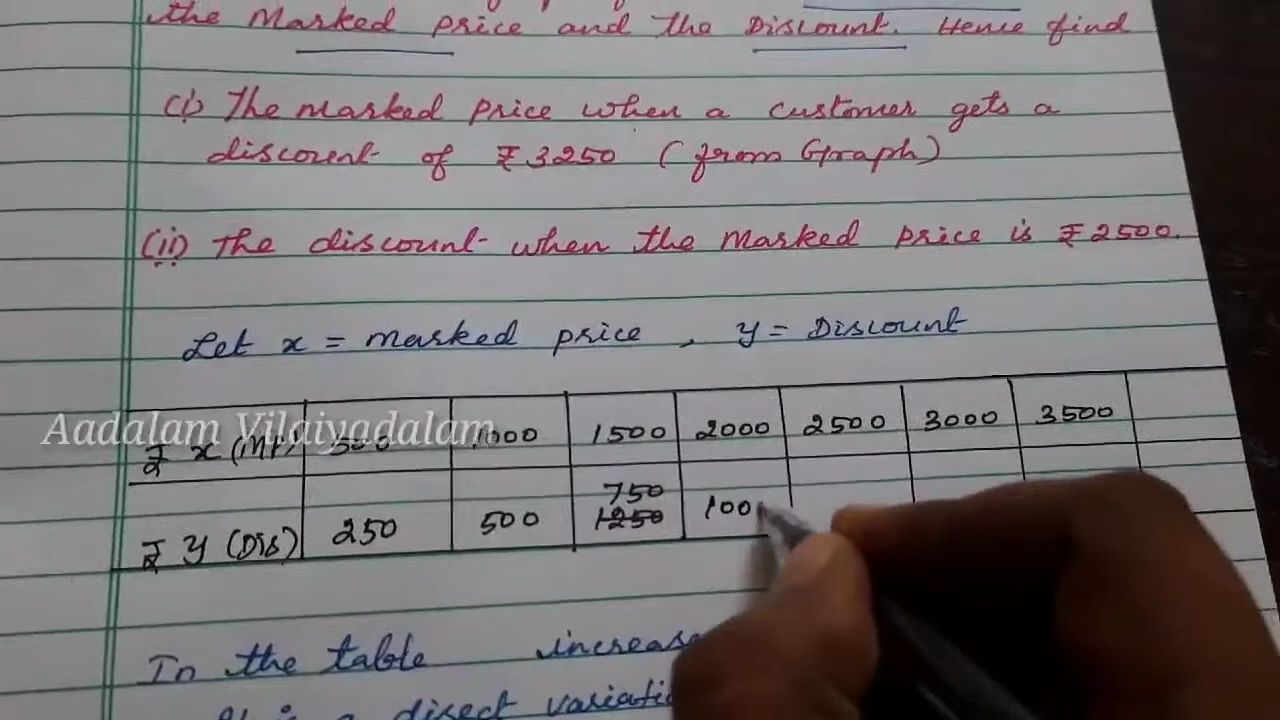 the Marked price and the Discount. Hence find
(i) The marked price when a customer gets a
discount of ₹3250 (from Graph)
(ii) the discount when the marked price is ₹2500.
Let x = marked price , y = Discount
Aadalam Vilaiyadalam
₹ x (MP) 500 1000 1500 2000 2500 3000 3500
750
₹ y (Dis) 250 500 1250 100
In the table increase
direct variatio